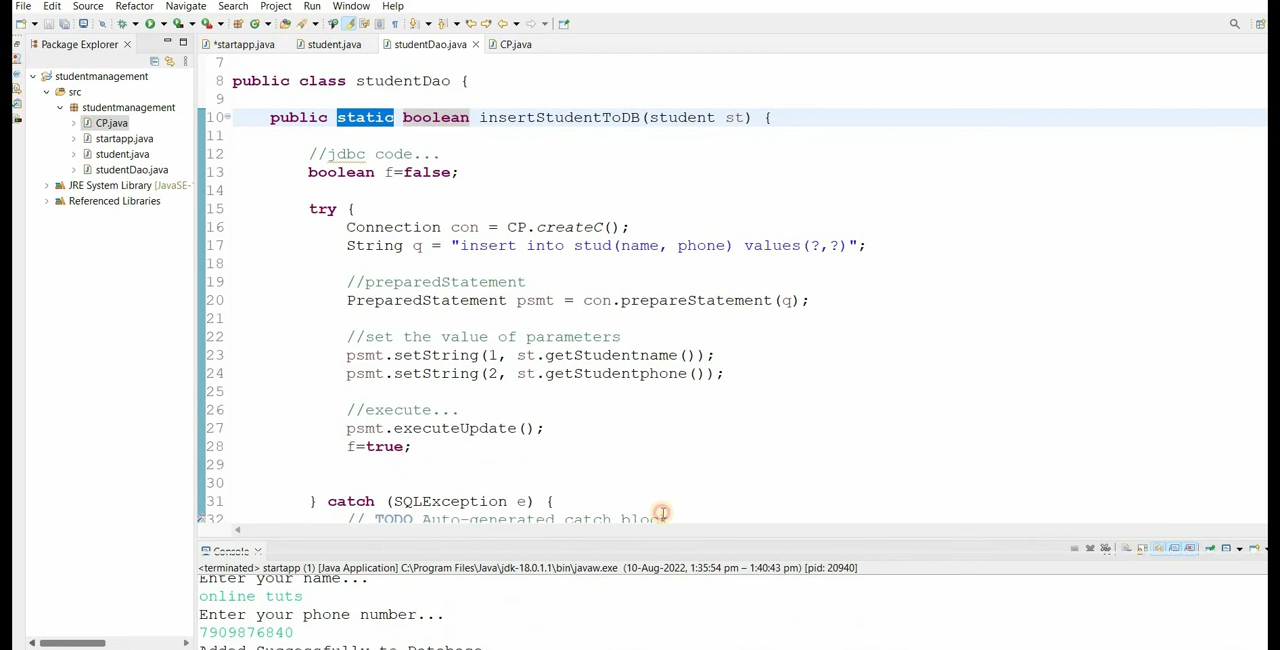 File Edit Source Refactor Navigate Search Project Run Window Help
Package Explorer
*startapp.java student.java studentDao.java CP.java
studentmanagement
src
studentmanagement
CP.java
startapp.java
student.java
studentDao.java
JRE System Library [JavaSE-
Referenced Libraries
7
8 public class studentDao {
9
10 public static boolean insertStudentToDB(student st) {
11
12 //jdbc code...
13 boolean f=false;
14
15 try {
16 Connection con = CP.createC();
17 String q = "insert into stud(name, phone) values(?,?)";
18
19 //preparedStatement
20 PreparedStatement psmt = con.prepareStatement(q);
21
22 //set the value of parameters
23 psmt.setString(1, st.getStudentname());
24 psmt.setString(2, st.getStudentphone());
25
26 //execute...
27 psmt.executeUpdate();
28 f=true;
29
30
31 } catch (SQLException e) {
32 // TODO Auto-generated catch block
Console
<terminated> startapp (1) [Java Application] C:\Program Files\Java\jdk-18.0.1.1\bin\javaw.exe (10-Aug-2022, 1:35:54 pm – 1:40:43 pm) [pid: 20940]
Enter your name...
online tuts
Enter your phone number...
7909876840
Added Successfully to Database